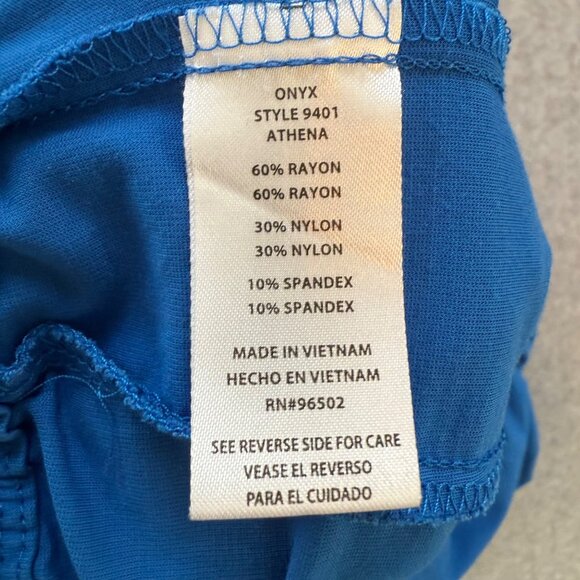 ONYX
STYLE 9401
ATHENA
60% RAYON
60% RAYON
30% NYLON
30% NYLON
10% SPANDEX
10% SPANDEX
MADE IN VIETNAM
HECHO EN VIETNAM
RN#96502
SEE REVERSE SIDE FOR CARE
VEASE EL REVERSO
PARA EL CUIDADO